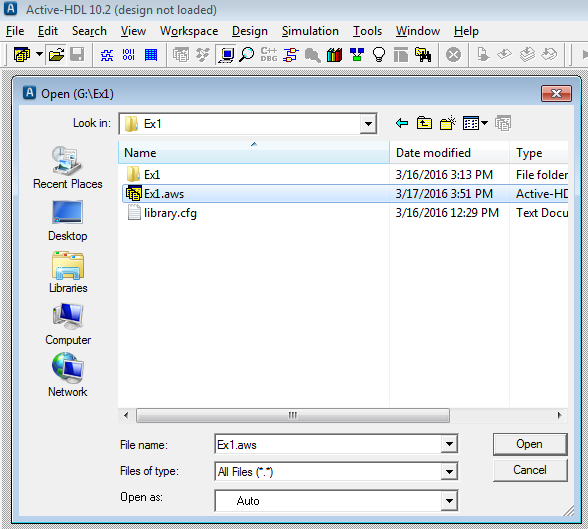 Active-HDL 10.2 (design not loaded)
File Edit Search View Workspace Design Simulation Tools Window Help
Open (G:\Ex1)
Look in: Ex1
Name Date modified Type
Ex1 3/16/2016 3:13 PM File folder
Ex1.aws 3/17/2016 3:51 PM Active-HD
library.cfg 3/16/2016 12:29 PM Text Docu
Recent Places
Desktop
Libraries
Computer
Network
File name: Ex1.aws Open
Files of type: All Files (*.*) Cancel
Open as: Auto